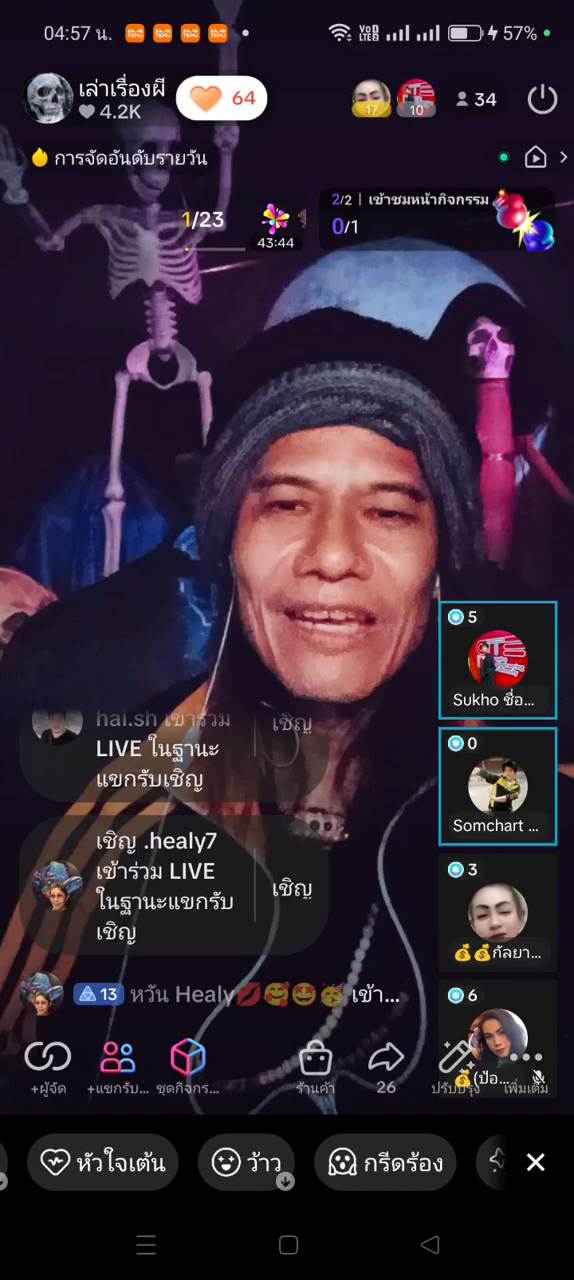 04:57 น.
57%
เล่าเรื่องผี
4.2K
64
17
10
34
การจัดอันดับรายวัน
1/23
43:44
2/2 | เข้าชมหน้ากิจกรรม
0/1
5
Sukho ชื่อ...
0
Somchart ...
hai.sh เข้าร่วม
LIVE ในฐานะ
แขกรับเชิญ
เชิญ
3
💰💰กัลยา...
เชิญ .healy7
เข้าร่วม LIVE
ในฐานะแขกรับ
เชิญ
เชิญ
6
💰(ป้อ...
13 หวัน Healy💋🥰🤩🥳 เข้า...
+ผู้จัด
+แขกรับ...
ชุดกิจกร...
ร้านค้า
26
ปรับปรุง
เพิ่มเติม
หัวใจเต้น
ว้าว
กรีดร้อง